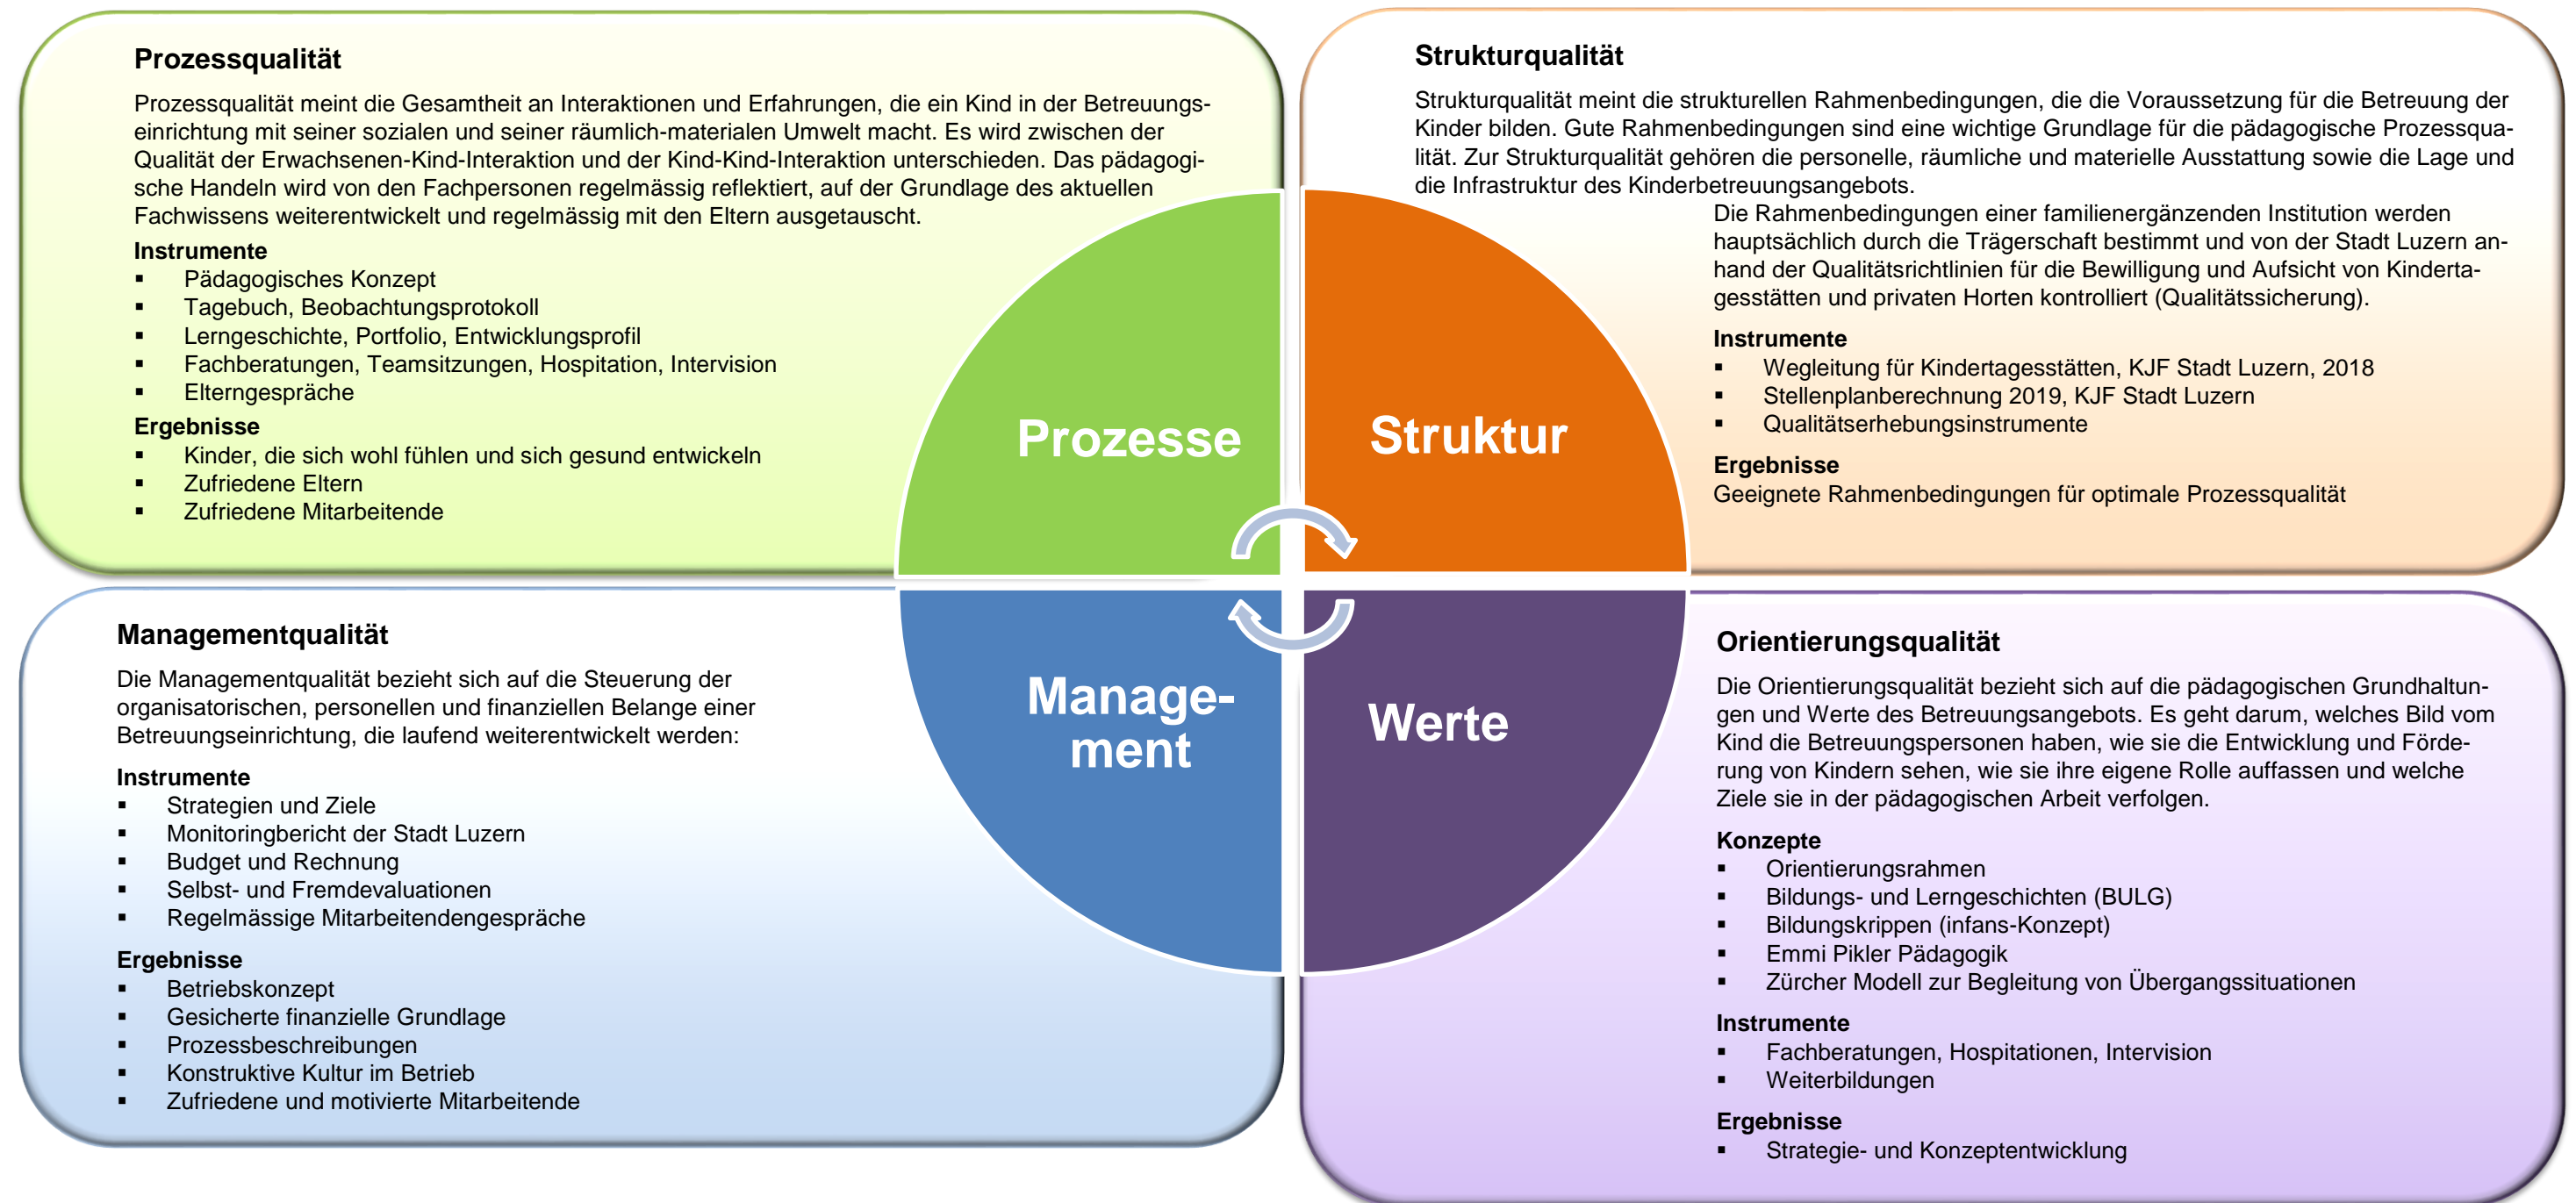 Prozessqualität
Prozessqualität meint die Gesamtheit an Interaktionen und Erfahrungen, die ein Kind in der Betreuungs-
einrichtung mit seiner sozialen und seiner räumlich-materialen Umwelt macht. Es wird zwischen der
Qualität der Erwachsenen-Kind-Interaktion und der Kind-Kind-Interaktion unterschieden. Das pädagogi-
sche Handeln wird von den Fachpersonen regelmässig reflektiert, auf der Grundlage des aktuellen
Fachwissens weiterentwickelt und regelmässig mit den Eltern ausgetauscht.
Instrumente
▪ Pädagogisches Konzept
▪ Tagebuch, Beobachtungsprotokoll
▪ Lerngeschichte, Portfolio, Entwicklungsprofil
▪ Fachberatungen, Teamsitzungen, Hospitation, Intervision
▪ Elterngespräche
Ergebnisse
▪ Kinder, die sich wohl fühlen und sich gesund entwickeln
▪ Zufriedene Eltern
▪ Zufriedene Mitarbeitende
Prozesse
Strukturqualität
Strukturqualität meint die strukturellen Rahmenbedingungen, die die Voraussetzung für die Betreuung der
Kinder bilden. Gute Rahmenbedingungen sind eine wichtige Grundlage für die pädagogische Prozessqua-
lität. Zur Strukturqualität gehören die personelle, räumliche und materielle Ausstattung sowie die Lage und
die Infrastruktur des Kinderbetreuungsangebots.
Die Rahmenbedingungen einer familienergänzenden Institution werden
hauptsächlich durch die Trägerschaft bestimmt und von der Stadt Luzern an-
hand der Qualitätsrichtlinien für die Bewilligung und Aufsicht von Kinderta-
gesstätten und privaten Horten kontrolliert (Qualitätssicherung).
Instrumente
▪ Wegleitung für Kindertagesstätten, KJF Stadt Luzern, 2018
▪ Stellenplanberechnung 2019, KJF Stadt Luzern
▪ Qualitätserhebungsinstrumente
Ergebnisse
Geeignete Rahmenbedingungen für optimale Prozessqualität
Struktur
Managementqualität
Die Managementqualität bezieht sich auf die Steuerung der
organisatorischen, personellen und finanziellen Belange einer
Betreuungseinrichtung, die laufend weiterentwickelt werden:
Instrumente
▪ Strategien und Ziele
▪ Monitoringbericht der Stadt Luzern
▪ Budget und Rechnung
▪ Selbst- und Fremdevaluationen
▪ Regelmässige Mitarbeitendengespräche
Ergebnisse
▪ Betriebskonzept
▪ Gesicherte finanzielle Grundlage
▪ Prozessbeschreibungen
▪ Konstruktive Kultur im Betrieb
▪ Zufriedene und motivierte Mitarbeitende
Manage-
ment
Werte
Orientierungsqualität
Die Orientierungsqualität bezieht sich auf die pädagogischen Grundhaltun-
gen und Werte des Betreuungsangebots. Es geht darum, welches Bild vom
Kind die Betreuungspersonen haben, wie sie die Entwicklung und Förde-
rung von Kindern sehen, wie sie ihre eigene Rolle auffassen und welche
Ziele sie in der pädagogischen Arbeit verfolgen.
Konzepte
▪ Orientierungsrahmen
▪ Bildungs- und Lerngeschichten (BULG)
▪ Bildungskrippen (infans-Konzept)
▪ Emmi Pikler Pädagogik
▪ Zürcher Modell zur Begleitung von Übergangssituationen
Instrumente
▪ Fachberatungen, Hospitationen, Intervision
▪ Weiterbildungen
Ergebnisse
▪ Strategie- und Konzeptentwicklung